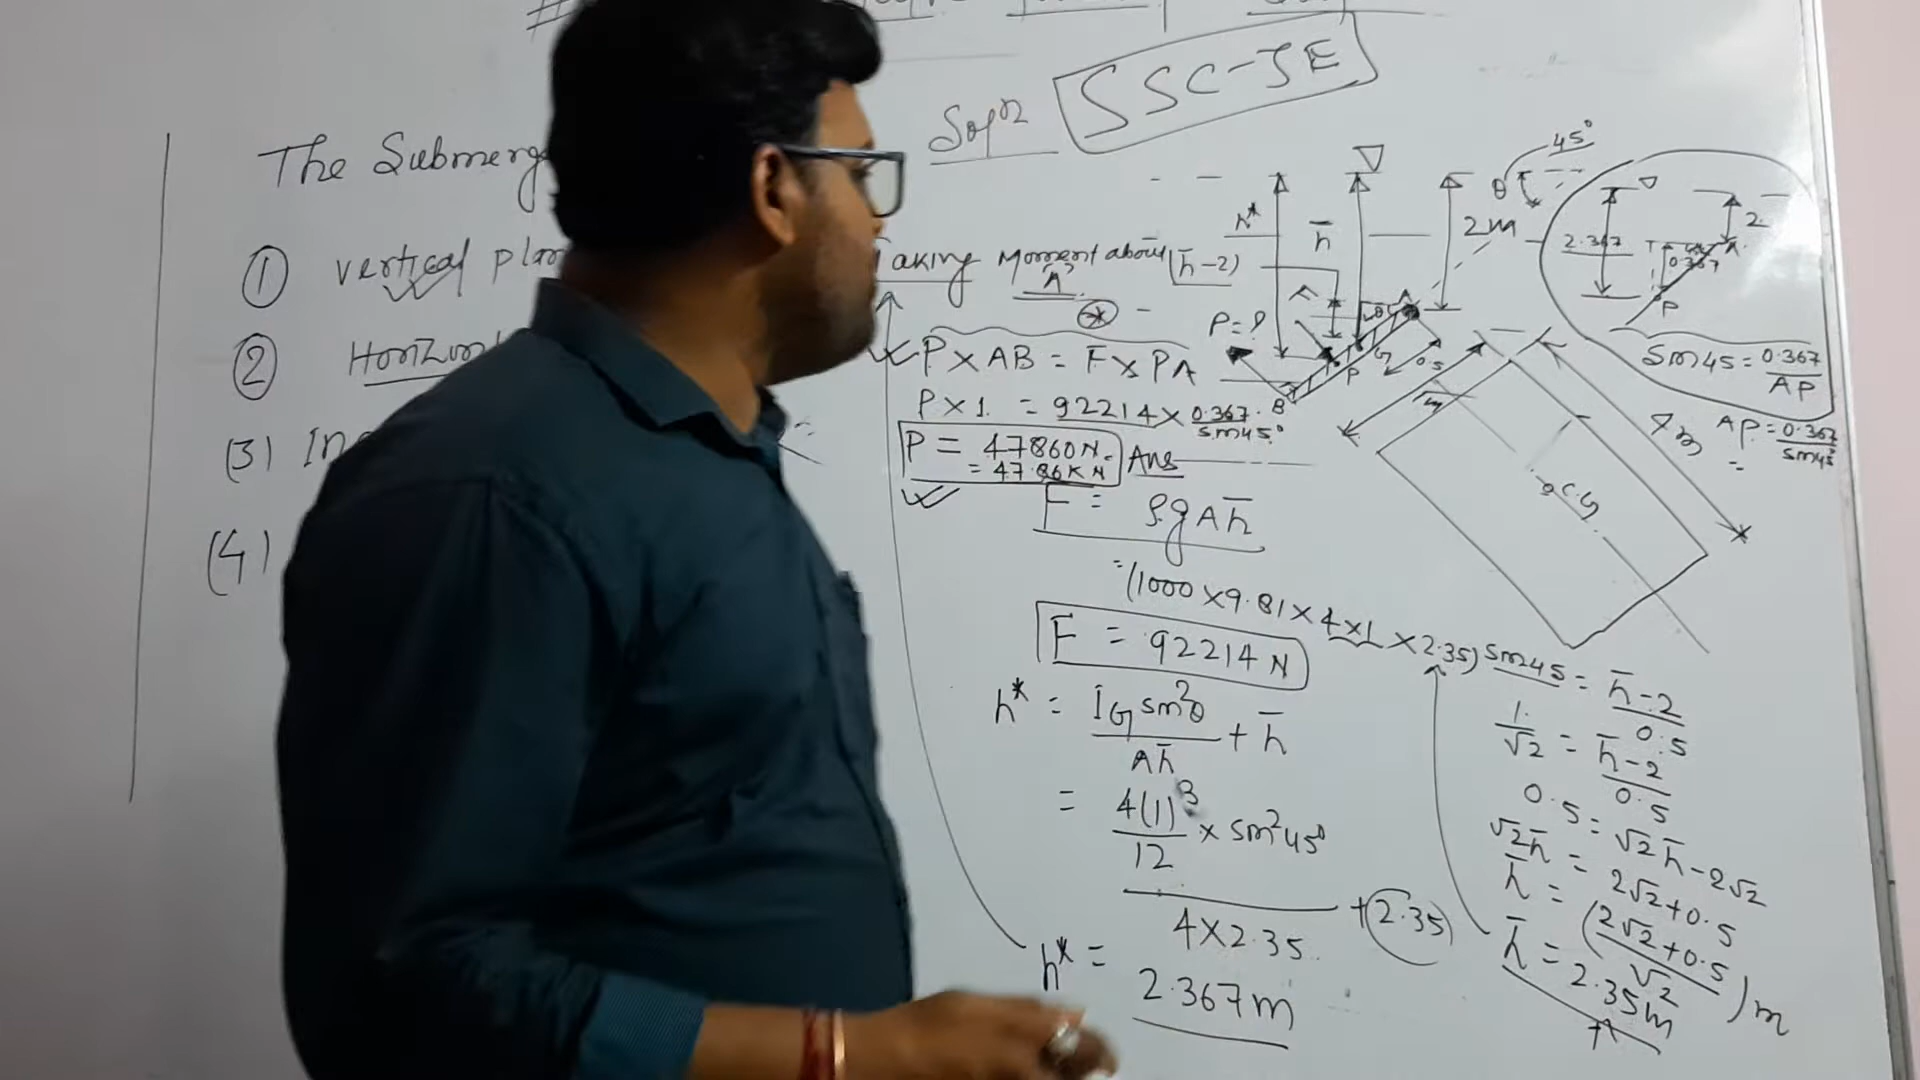 SSC-JE
Solⁿ
The Submerg
① vertical plan
② Horizont
(3) In
(4)
Taking Moment about
"A"
P × AB = F × PA
P × 1. = 92214 × 0.367 / Sin45°
P = 47860 N.
= 47.86 KN
Ans
F = ρgAh̄
= (1000 × 9.81 × 4 × 1 × 2.35)
F = 92214 N
h* = I_G sin²θ / Ah̄ + h̄
= 4(1)³ / 12 × sin²45° / 4 × 2.35 + 2.35
h* = 2.367 m
h*
h̄
2m
θ
45°
(h̄-2)
P = ?
A
G
P
B
0.5
1m
4m
C.G
2.367
2
0.367
A
P
Sin45 = 0.367 / AP
AP = 0.367 / Sin45°
=
Sin45 = h̄-2 / 0.5
1 / √2 = h̄-2 / 0.5
0.5 = √2h̄ - 2√2
√2h̄ = 2√2 + 0.5
h̄ = (2√2 + 0.5 / √2) m
h̄ = 2.35 m